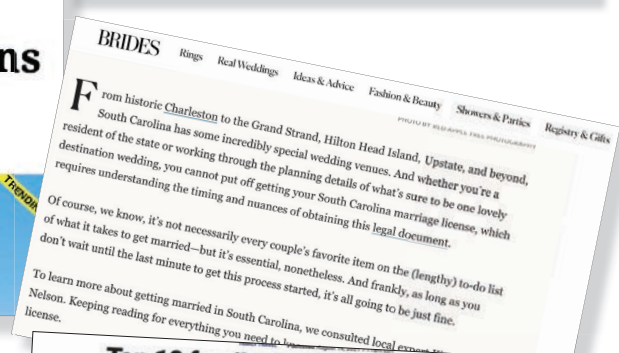 ns
BRIDES
Rings Real Weddings Ideas & Advice Fashion & Beauty Showers & Parties Registry & Gifts
From historic Charleston to the Grand Strand, Hilton Head Island, Upstate, and beyond,
South Carolina has some incredibly special wedding venues. And whether you're a
resident of the state or working through the planning details of what's sure to be one lovely
destination wedding, you cannot put off getting your South Carolina marriage license, which
requires understanding the timing and nuances of obtaining this legal document.
Of course, we know, it's not necessarily every couple's favorite item on the (lengthy) to-do list
of what it takes to get married—but it's essential, nonetheless. And frankly, as long as you
don't wait until the last minute to get this process started, it's all going to be just fine.
To learn more about getting married in South Carolina, we consulted local expert
Nelson. Keeping reading for everything you need to
license.